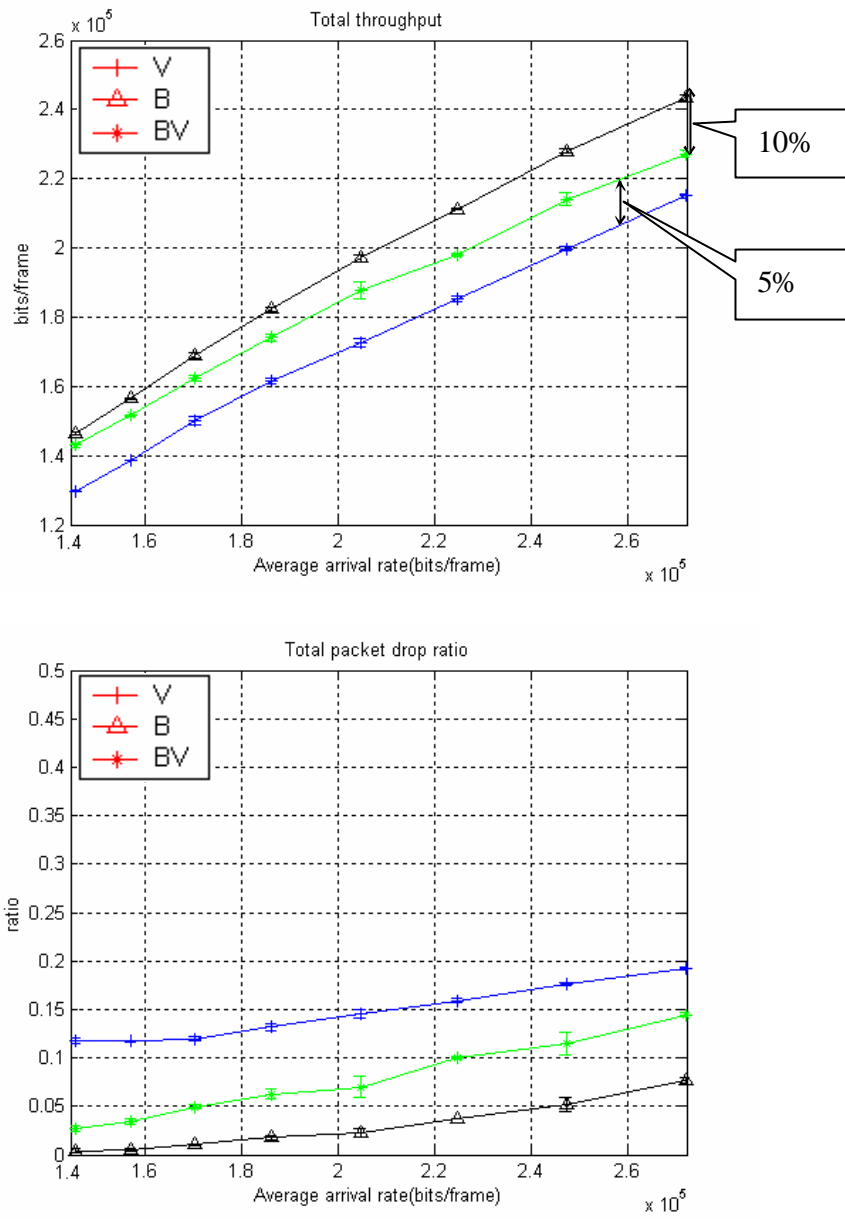 Total throughput
x 10^5
2.6
2.4
2.2
2
1.8
1.6
1.4
1.2
bits/frame
V
B
BV
10%
5%
1.4 1.6 1.8 2 2.2 2.4 2.6
Average arrival rate(bits/frame)
x 10^5
Total packet drop ratio
0.5
0.45
0.4
0.35
0.3
0.25
0.2
0.15
0.1
0.05
0
ratio
V
B
BV
1.4 1.6 1.8 2 2.2 2.4 2.6
Average arrival rate(bits/frame)
x 10^5